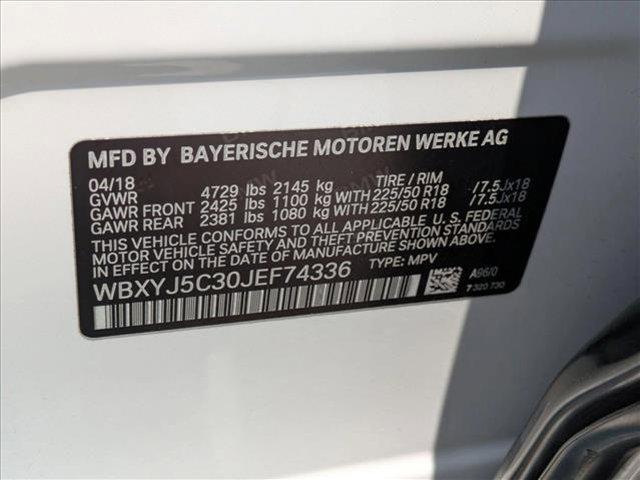 MFD BY BAYERISCHE MOTOREN WERKE AG
04/18 TIRE / RIM
GVWR 4729 lbs 2145 kg
GAWR FRONT 2425 lbs 1100 kg WITH 225/50 R18 /7.5Jx18
GAWR REAR 2381 lbs 1080 kg WITH 225/50 R18 /7.5Jx18
THIS VEHICLE CONFORMS TO ALL APPLICABLE U.S. FEDERAL
MOTOR VEHICLE SAFETY AND THEFT PREVENTION STANDARDS
IN EFFECT ON THE DATE OF MANUFACTURE SHOWN ABOVE.
WBXYJ5C30JEF74336 TYPE: MPV
A96/0
7 320 730